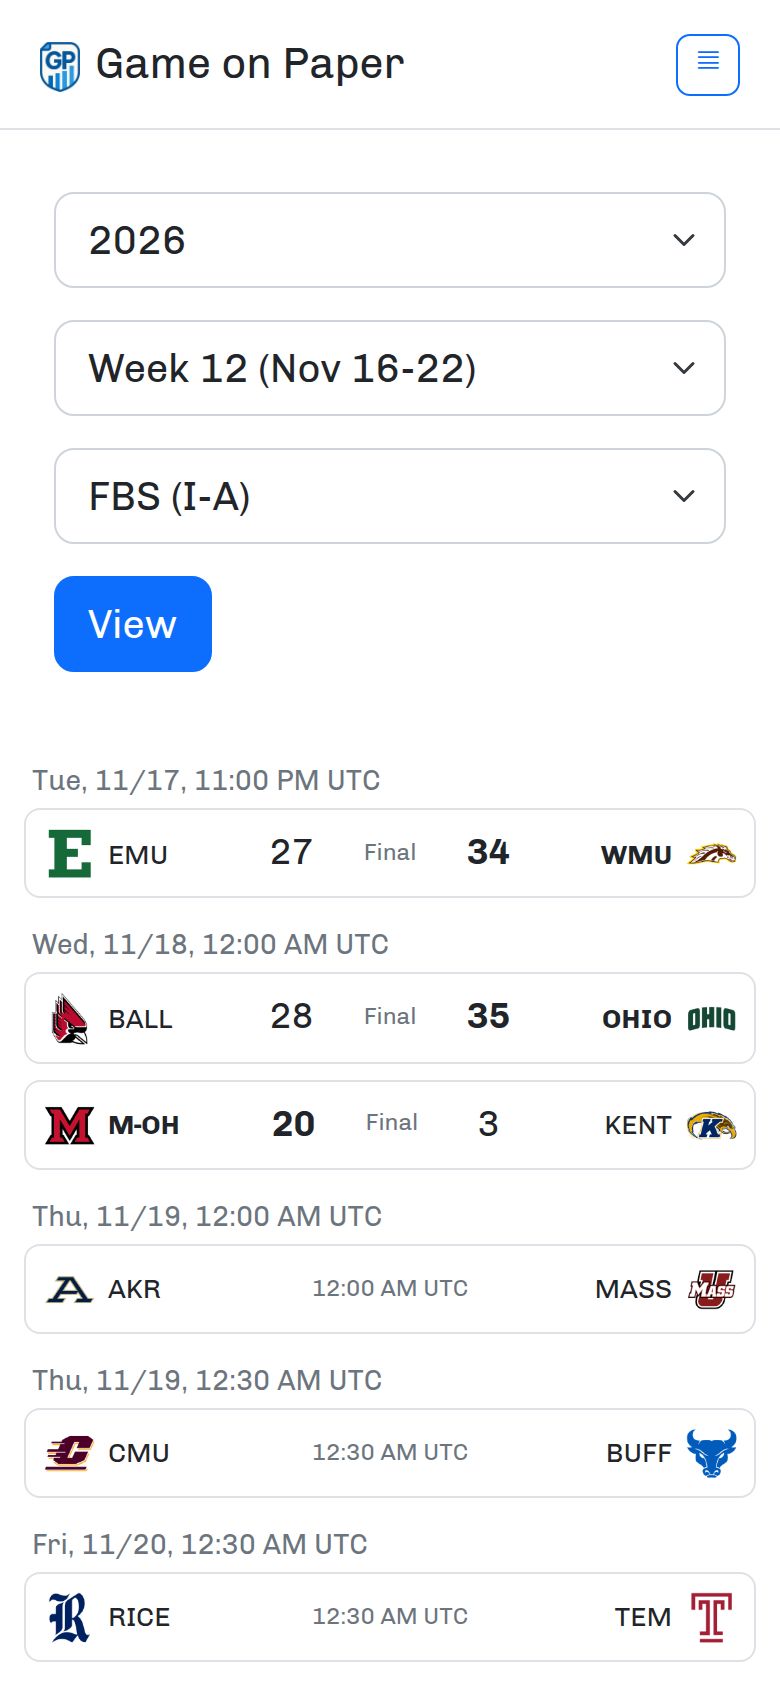 GP Game on Paper
2026
Week 12 (Nov 16-22)
FBS (I-A)
View
Tue, 11/17, 11:00 PM UTC
E EMU 27 Final 34 WMU
Wed, 11/18, 12:00 AM UTC
BALL 28 Final 35 OHIO OHIO
M M-OH 20 Final 3 KENT K
Thu, 11/19, 12:00 AM UTC
A AKR 12:00 AM UTC MASS U MASS
Thu, 11/19, 12:30 AM UTC
C CMU 12:30 AM UTC BUFF
Fri, 11/20, 12:30 AM UTC
R RICE 12:30 AM UTC TEM T